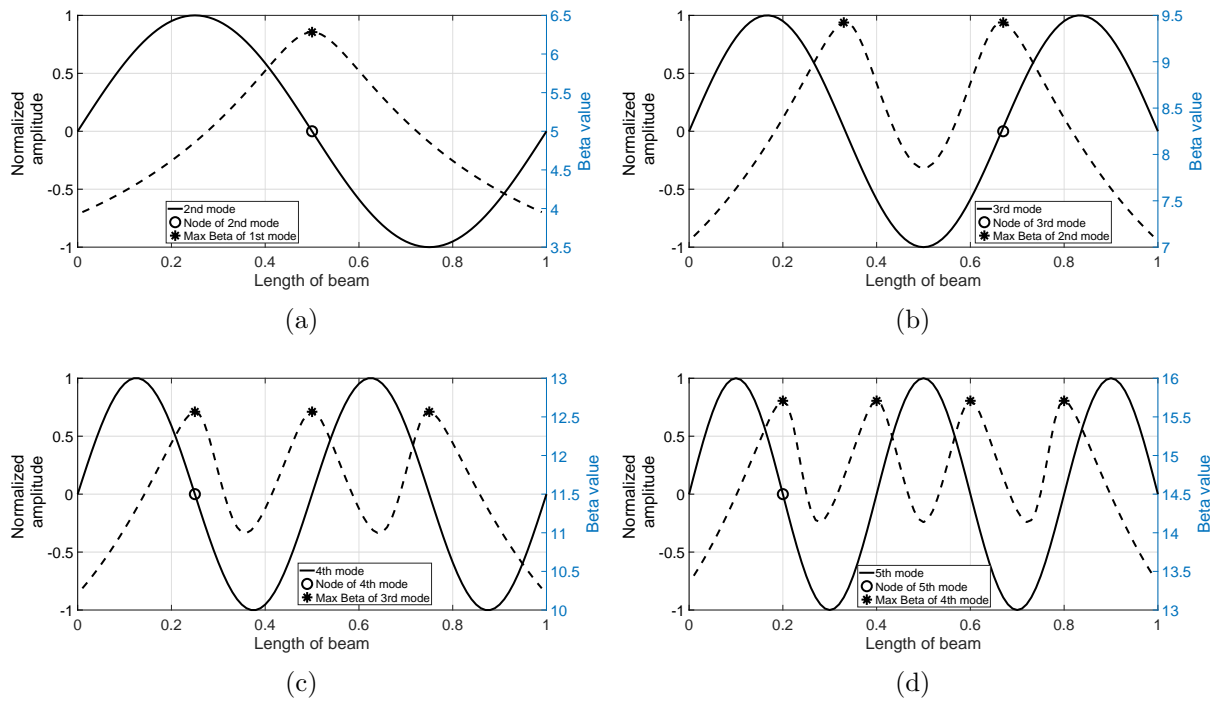 1
0.5
0
-0.5
-1
Normalized
amplitude
6.5
6
5.5
5
4.5
4
3.5
Beta value
2nd mode
Node of 2nd mode
Max Beta of 1st mode
0 0.2 0.4 0.6 0.8 1
Length of beam
(a)
1
0.5
0
-0.5
-1
Normalized
amplitude
9.5
9
8.5
8
7.5
7
Beta value
3rd mode
Node of 3rd mode
Max Beta of 2nd mode
0 0.2 0.4 0.6 0.8 1
Length of beam
(b)
1
0.5
0
-0.5
-1
Normalized
amplitude
13
12.5
12
11.5
11
10.5
10
Beta value
4th mode
Node of 4th mode
Max Beta of 3rd mode
0 0.2 0.4 0.6 0.8 1
Length of beam
(c)
1
0.5
0
-0.5
-1
Normalized
amplitude
16
15.5
15
14.5
14
13.5
13
Beta value
5th mode
Node of 5th mode
Max Beta of 4th mode
0 0.2 0.4 0.6 0.8 1
Length of beam
(d)